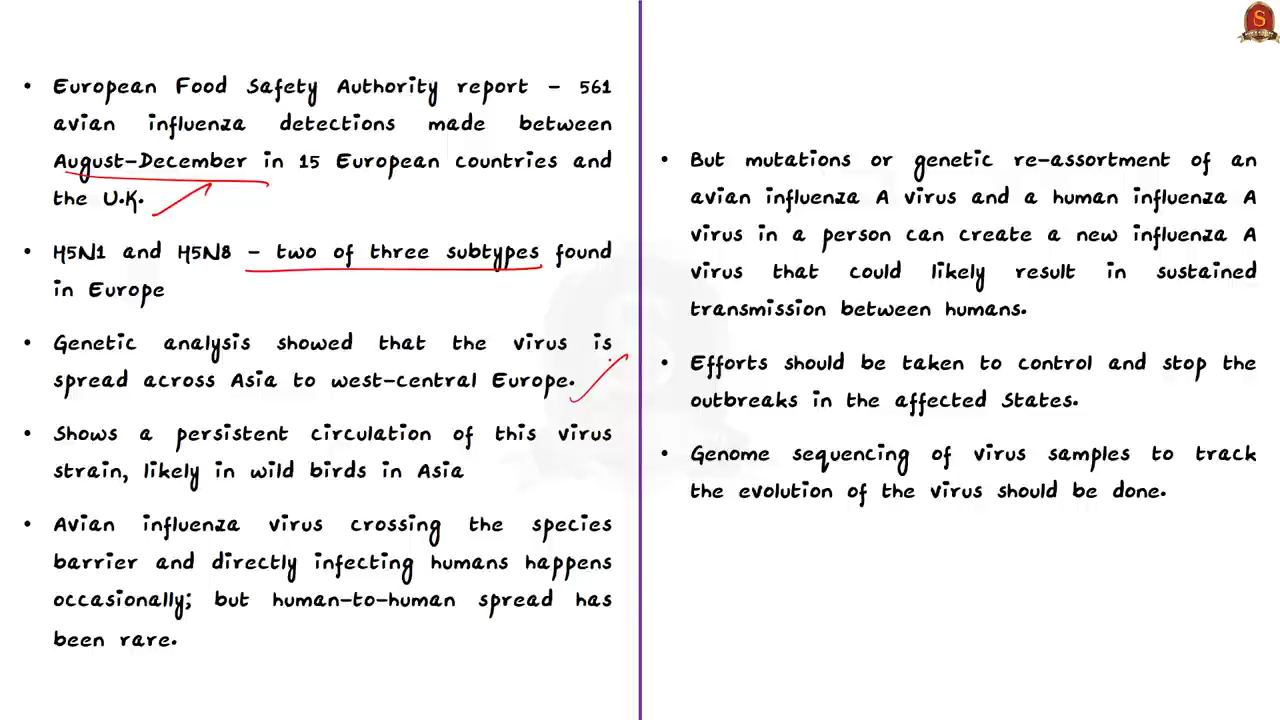 • European Food Safety Authority report – 561
avian influenza detections made between
August-December in 15 European countries and
the U.K.
• H5N1 and H5N8 – two of three subtypes found
in Europe
• Genetic analysis showed that the virus is
spread across Asia to west-central Europe.
• Shows a persistent circulation of this virus
strain, likely in wild birds in Asia
• Avian influenza virus crossing the species
barrier and directly infecting humans happens
occasionally; but human-to-human spread has
been rare.
• But mutations or genetic re-assortment of an
avian influenza A virus and a human influenza A
virus in a person can create a new influenza A
virus that could likely result in sustained
transmission between humans.
• Efforts should be taken to control and stop the
outbreaks in the affected States.
• Genome sequencing of virus samples to track
the evolution of the virus should be done.
S